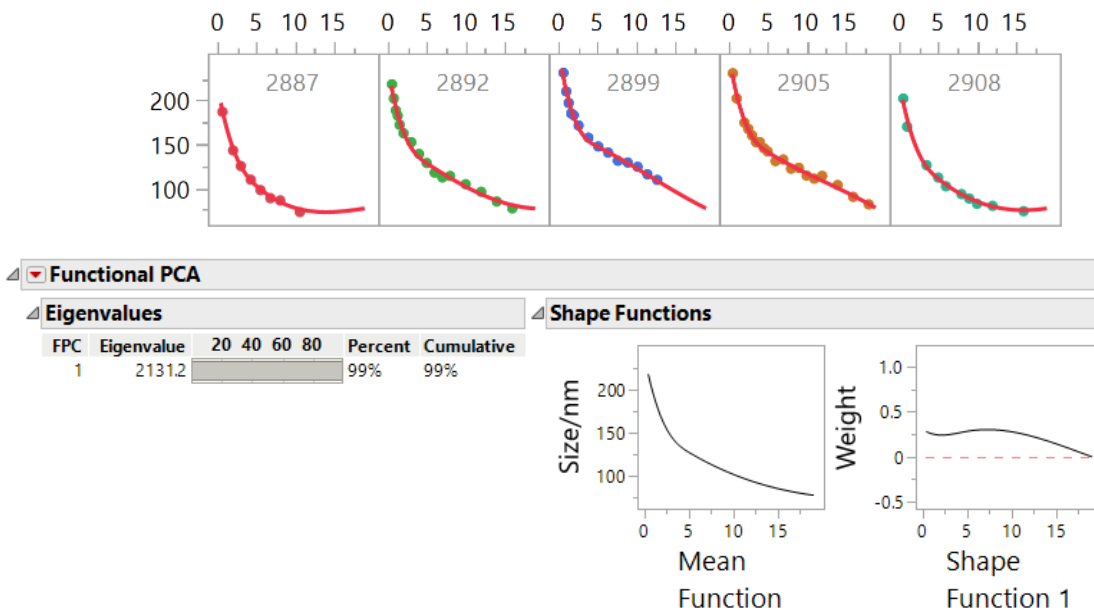 0 5 10 15 0 5 10 15 0 5 10 15 0 5 10 15 0 5 10 15
2887 2892 2899 2905 2908
200
150
100
Functional PCA
Eigenvalues
FPC Eigenvalue 20 40 60 80 Percent Cumulative
1 2131.2 99% 99%
Shape Functions
Size/nm
200
150
100
0 5 10 15
Mean
Function
Weight
1.0
0.5
0
-0.5
0 5 10 15
Shape
Function 1